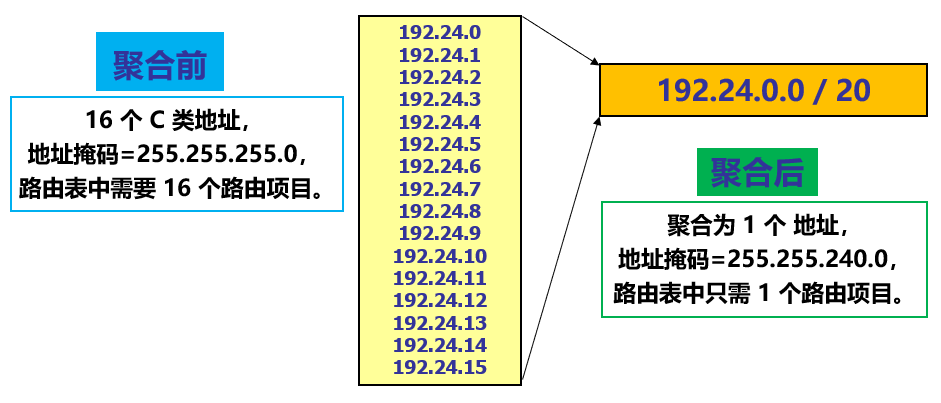 聚合前
16 个 C 类地址，
地址掩码=255.255.255.0，
路由表中需要 16 个路由项目。
192.24.0
192.24.1
192.24.2
192.24.3
192.24.4
192.24.5
192.24.6
192.24.7
192.24.8
192.24.9
192.24.10
192.24.11
192.24.12
192.24.13
192.24.14
192.24.15
192.24.0.0 / 20
聚合后
聚合为 1 个 地址，
地址掩码=255.255.240.0，
路由表中只需 1 个路由项目。